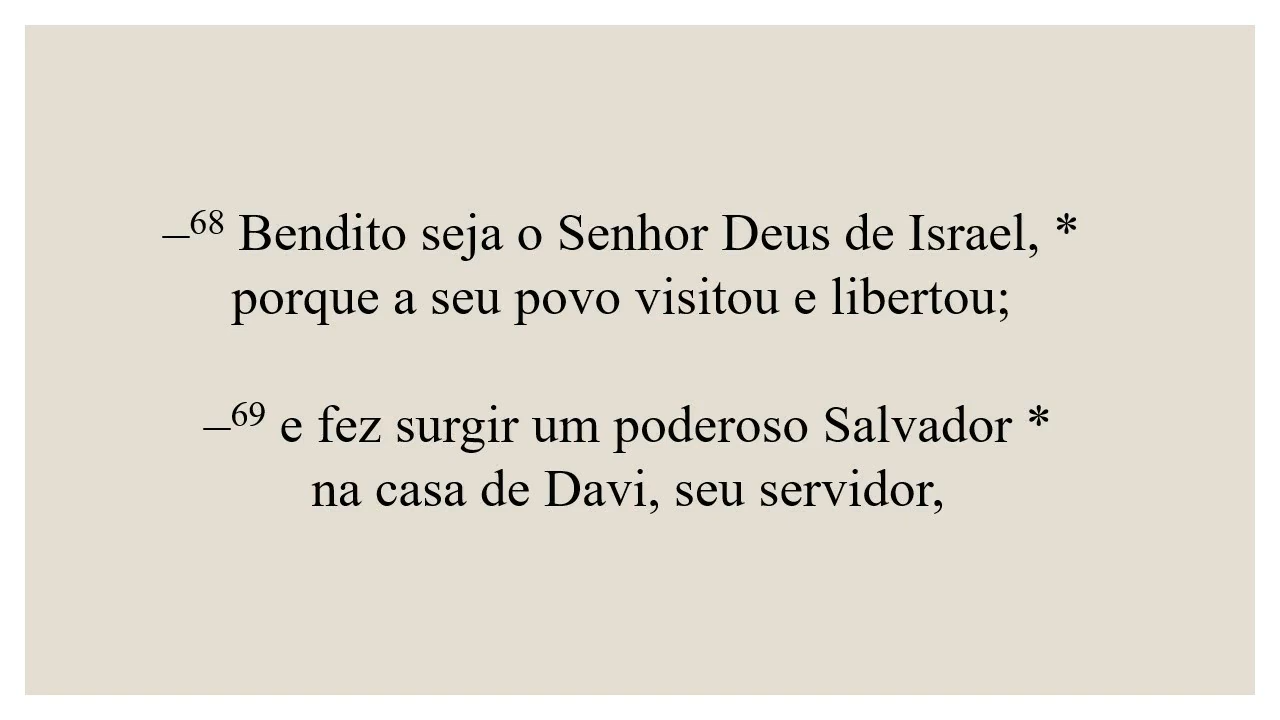 –⁶⁸ Bendito seja o Senhor Deus de Israel, *
porque a seu povo visitou e libertou;
–⁶⁹ e fez surgir um poderoso Salvador *
na casa de Davi, seu servidor,